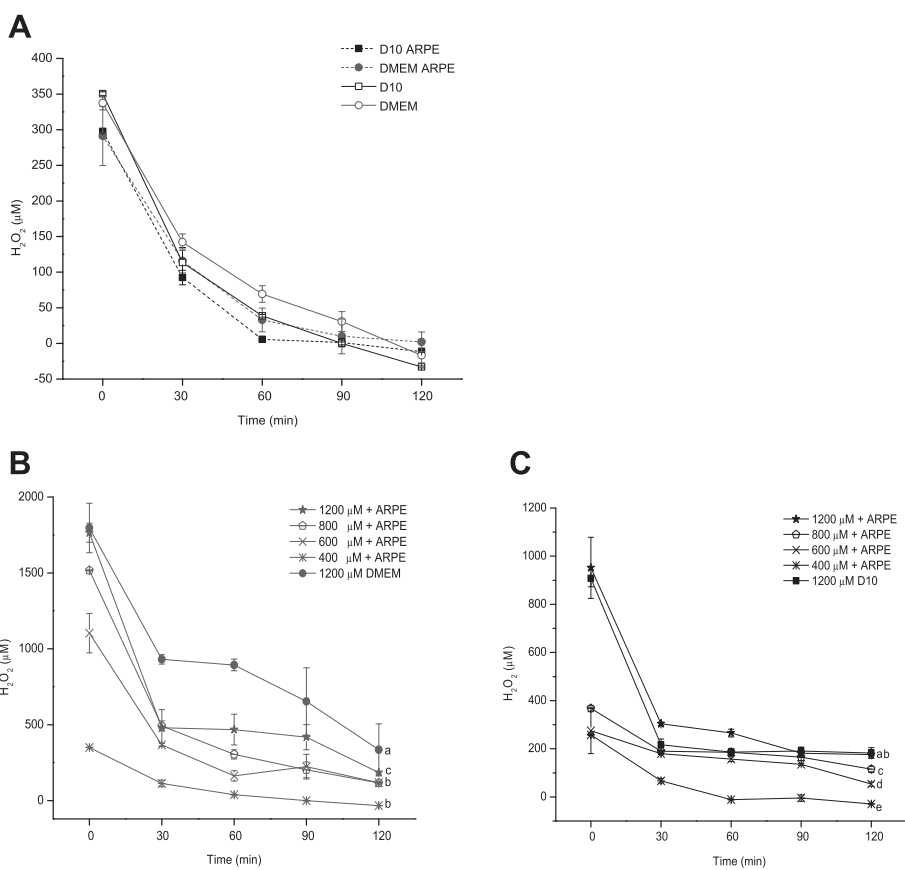 A
D10 ARPE
DMEM ARPE
D10
DMEM
400
350
300
250
200
150
100
50
0
-50
H₂O₂ (μM)
0 30 60 90 120
Time (min)
B
1200 μM + ARPE
800 μM + ARPE
600 μM + ARPE
400 μM + ARPE
1200 μM DMEM
2000
1500
1000
500
0
H₂O₂ (μM)
a
c
b
b
0 30 60 90 120
Time (min)
C
1200 μM + ARPE
800 μM + ARPE
600 μM + ARPE
400 μM + ARPE
1200 μM D10
1200
1000
800
600
400
200
0
H₂O₂ (μM)
ab
c
d
e
0 30 60 90 120
Time (min)